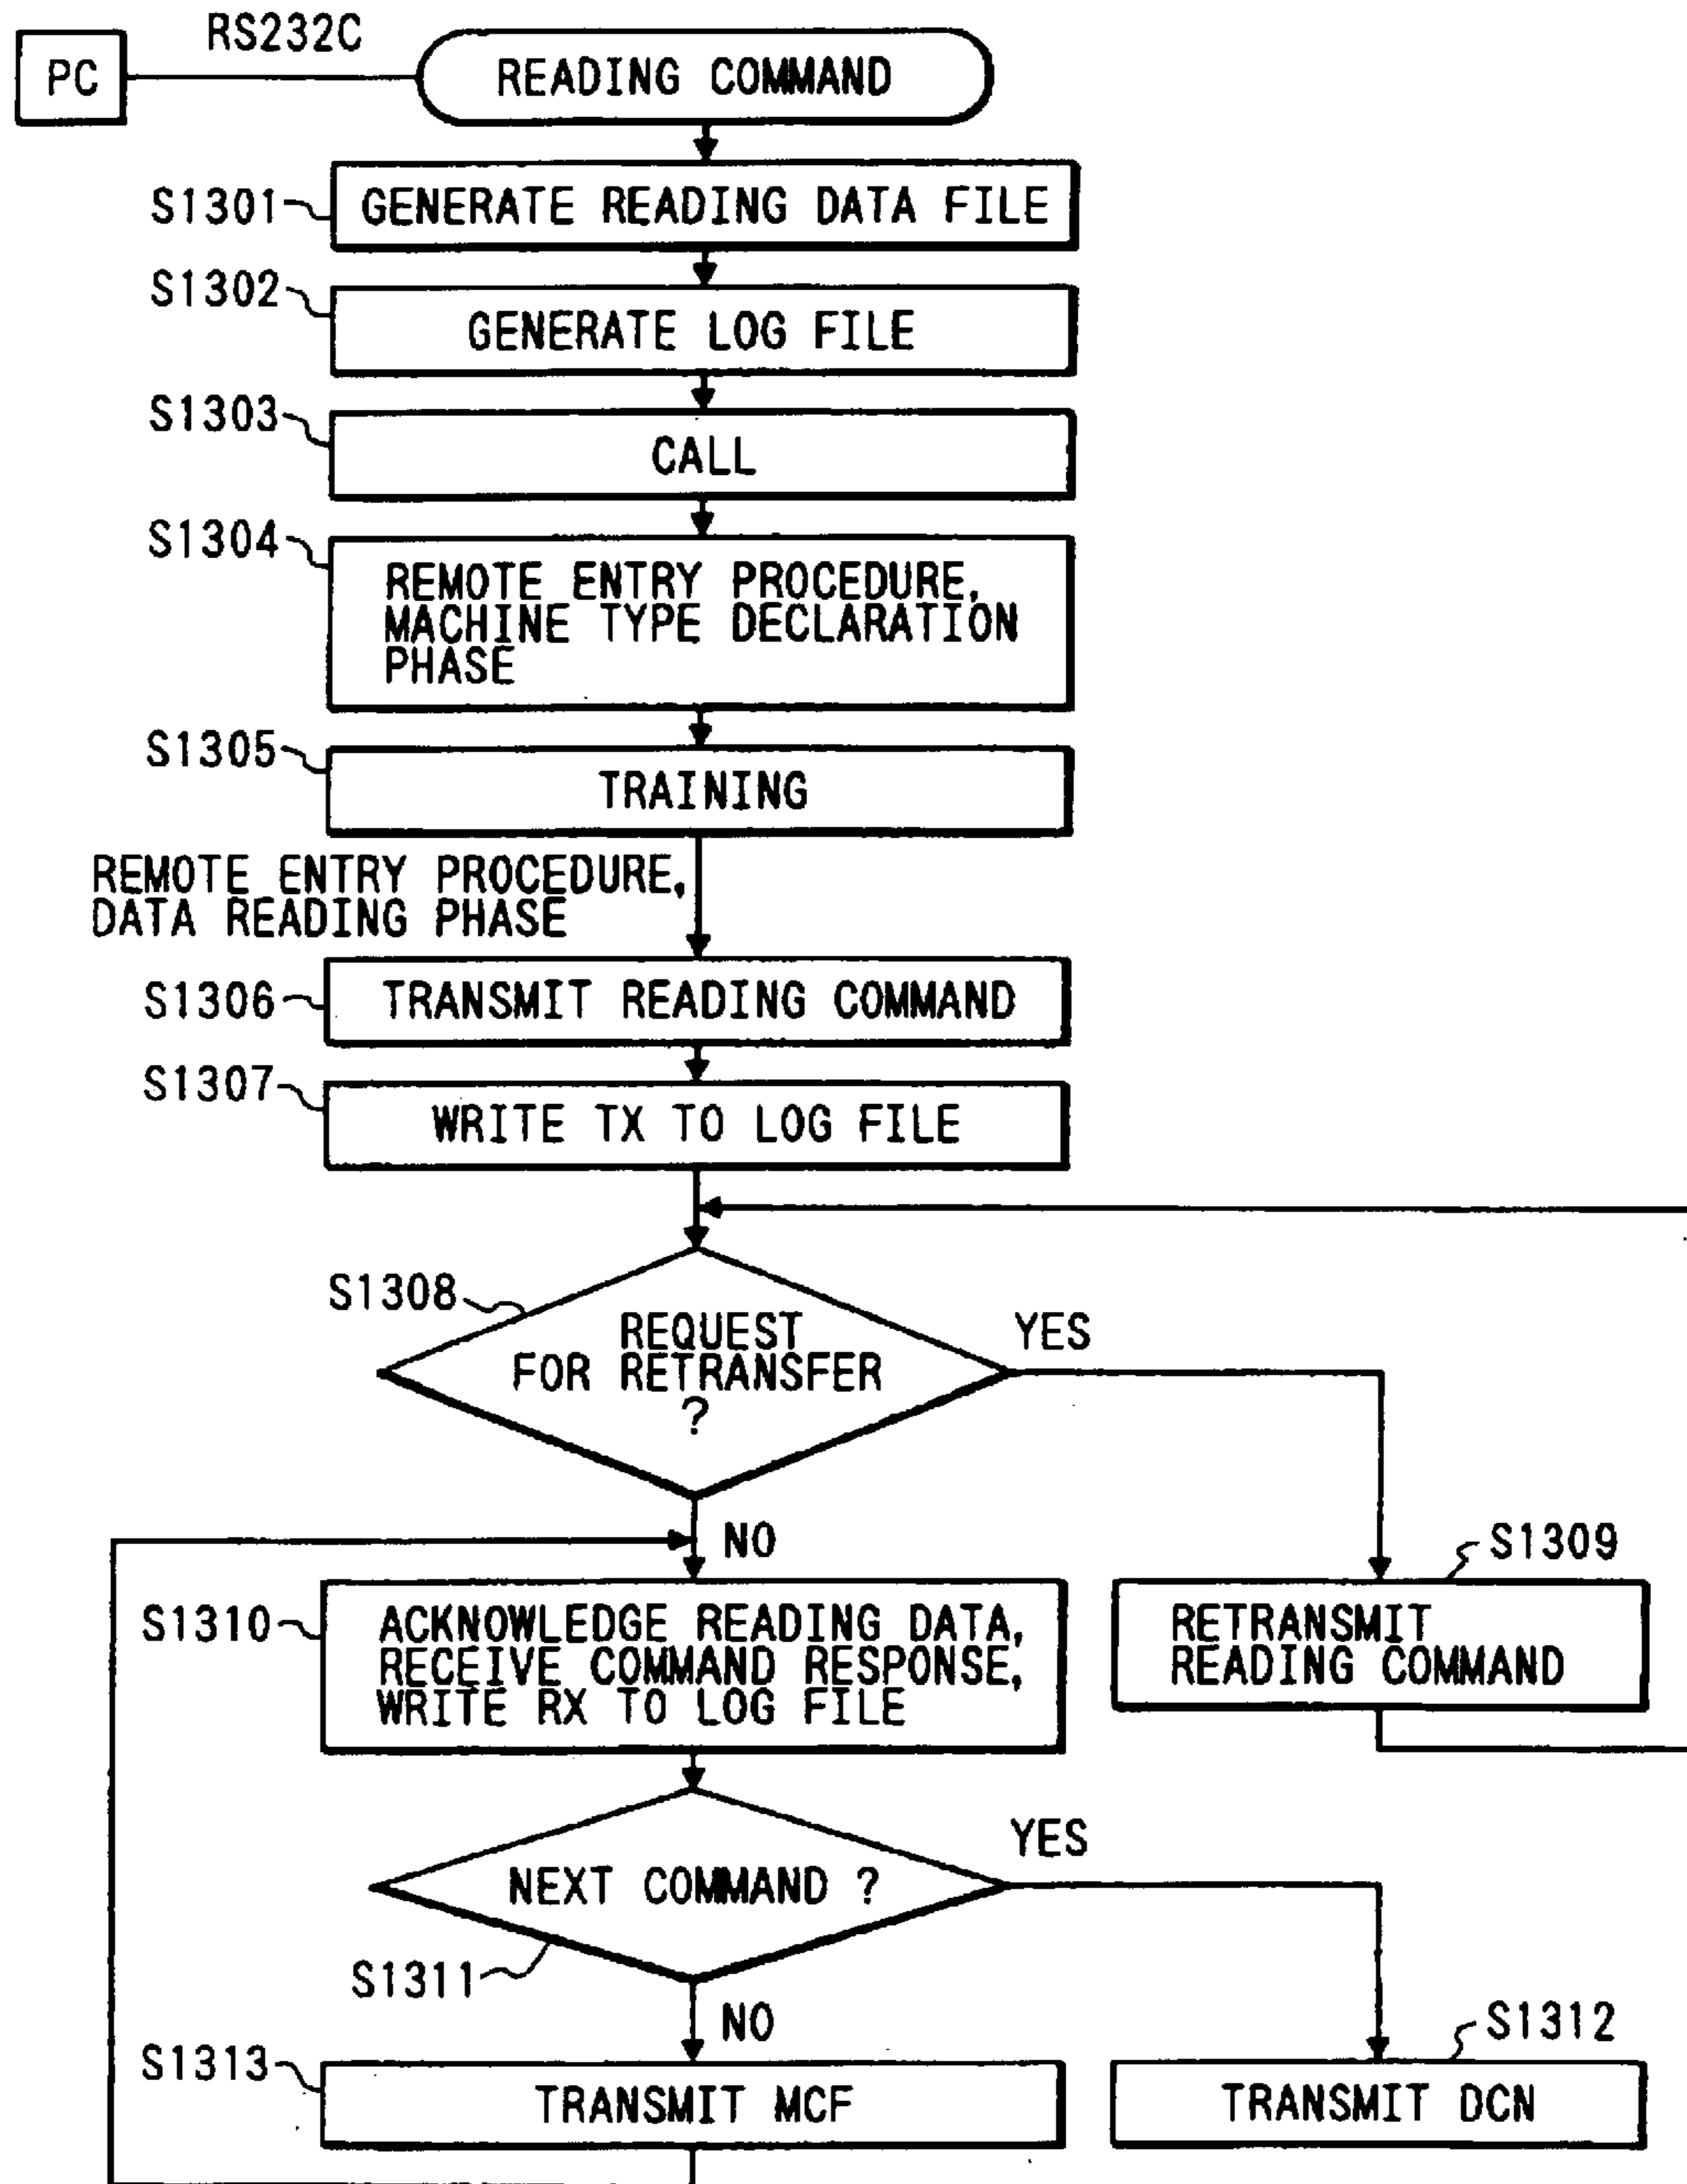 RS232C
PC
READING COMMAND
S1301
GENERATE READING DATA FILE
S1302
GENERATE LOG FILE
S1303
CALL
S1304
REMOTE ENTRY PROCEDURE,
MACHINE TYPE DECLARATION
PHASE
S1305
TRAINING
REMOTE ENTRY PROCEDURE,
DATA READING PHASE
S1306
TRANSMIT READING COMMAND
S1307
WRITE TX TO LOG FILE
S1308
REQUEST
FOR RETRANSFER
?
YES
NO
S1309
RETRANSMIT
READING COMMAND
S1310
ACKNOWLEDGE READING DATA,
RECEIVE COMMAND RESPONSE,
WRITE RX TO LOG FILE
NEXT COMMAND ?
YES
S1311
NO
S1312
TRANSMIT DCN
S1313
TRANSMIT MCF